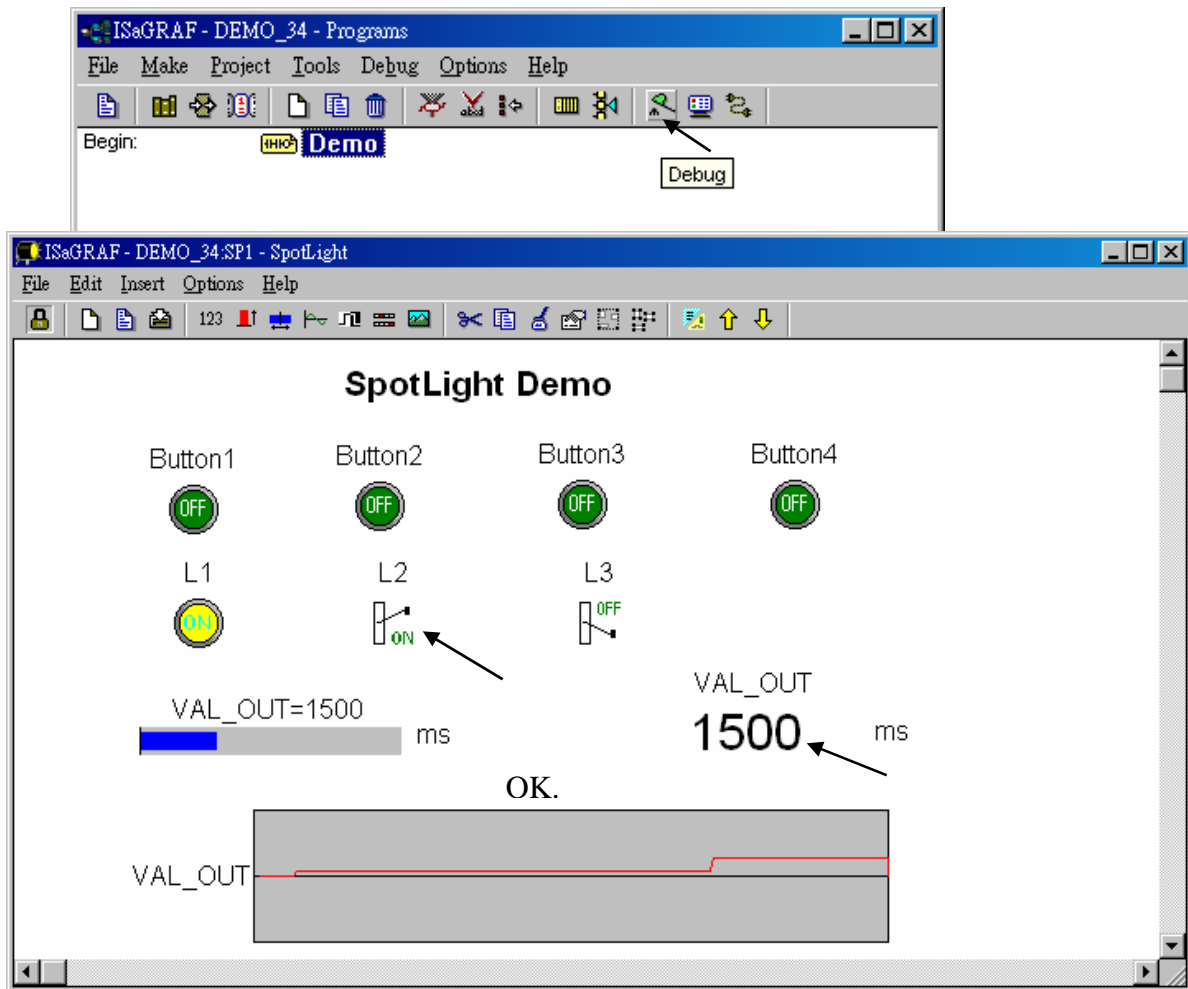 ISaGRAF - DEMO_34 - Programs
File Make Project Tools Debug Options Help
Begin: Demo
Debug
ISaGRAF - DEMO_34:SP1 - SpotLight
File Edit Insert Options Help
123
SpotLight Demo
Button1 Button2 Button3 Button4
OFF OFF OFF OFF
L1 L2 L3
ON ON OFF
VAL_OUT=1500 ms
VAL_OUT
1500 ms
OK.
VAL_OUT